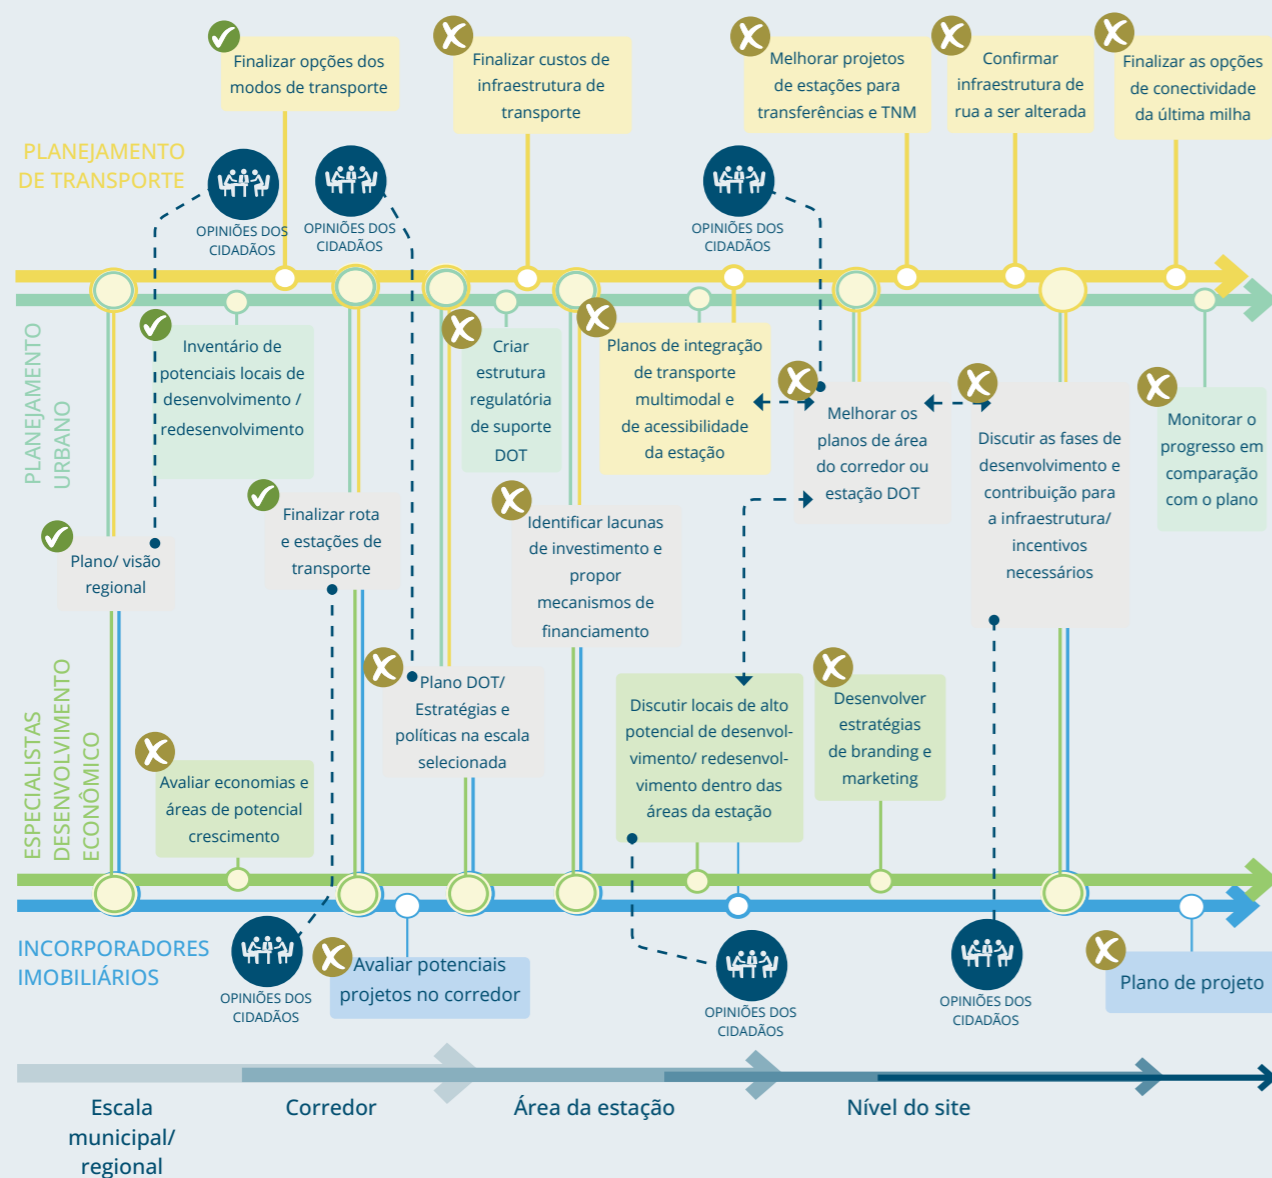 Finalizar opções dos
modos de transporte
Finalizar custos de
infraestrutura de
transporte
Melhorar projetos
de estações para
transferências e TNM
Confirmar
infraestrutura de
rua a ser alterada
Finalizar as opções
de conectividade
da última milha
PLANEJAMENTO
DE TRANSPORTE
OPINIÕES DOS
CIDADÃOS
OPINIÕES DOS
CIDADÃOS
OPINIÕES DOS
CIDADÃOS
PLANEJAMENTO
URBANO
Inventário de
potenciais locais de
desenvolvimento /
redesenvolvimento
Criar
estrutura
regulatória
de suporte
DOT
Planos de integração
de transporte
multimodal e
de acessibilidade
da estação
Melhorar os
planos de área
do corredor ou
estação DOT
Discutir as fases de
desenvolvimento e
contribuição para
a infraestrutura/
incentivos
necessários
Monitorar o
progresso em
comparação
com o plano
Plano/ visão
regional
Finalizar rota
e estações de
transporte
Identificar lacunas
de investimento e
propor
mecanismos de
financiamento
ESPECIALISTAS
DESENVOLVIMENTO
ECONÔMICO
Plano DOT/
Estratégias e
políticas na escala
selecionada
Discutir locais de alto
potencial de desenvol-
vimento/ redesenvol-
vimento dentro das
áreas da estação
Desenvolver
estratégias
de branding e
marketing
Avaliar economias e
áreas de potencial
crescimento
INCORPORADORES
IMOBILIÁRIOS
OPINIÕES DOS
CIDADÃOS
Avaliar potenciais
projetos no corredor
OPINIÕES DOS
CIDADÃOS
OPINIÕES DOS
CIDADÃOS
Plano de projeto
Escala
municipal/
regional
Corredor
Área da estação
Nível do site